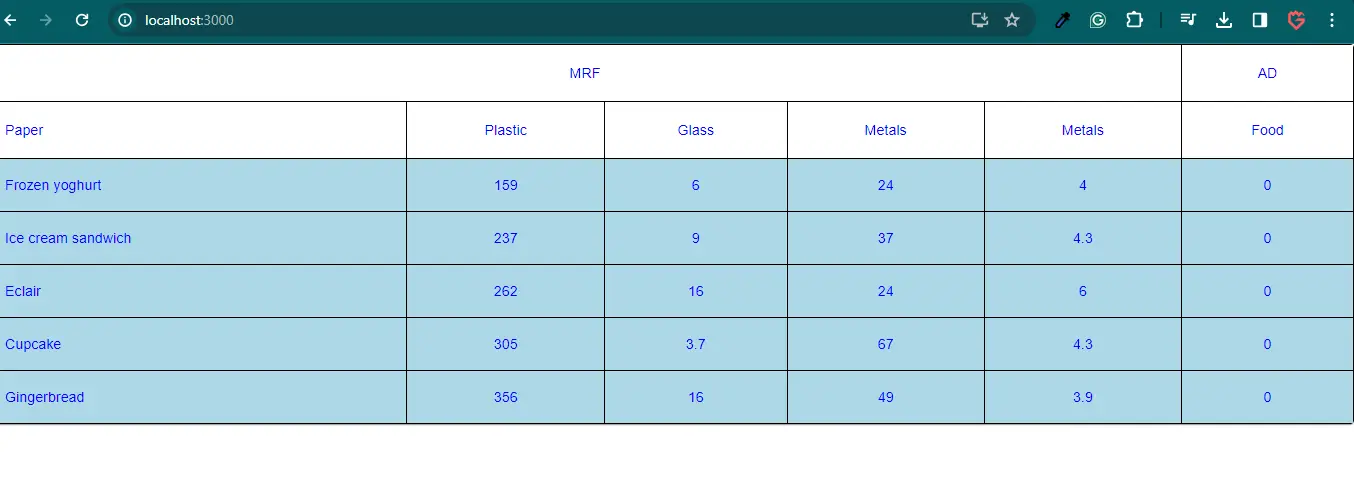 localhost:3000
MRF AD
Paper Plastic Glass Metals Metals Food
Frozen yoghurt 159 6 24 4 0
Ice cream sandwich 237 9 37 4.3 0
Eclair 262 16 24 6 0
Cupcake 305 3.7 67 4.3 0
Gingerbread 356 16 49 3.9 0